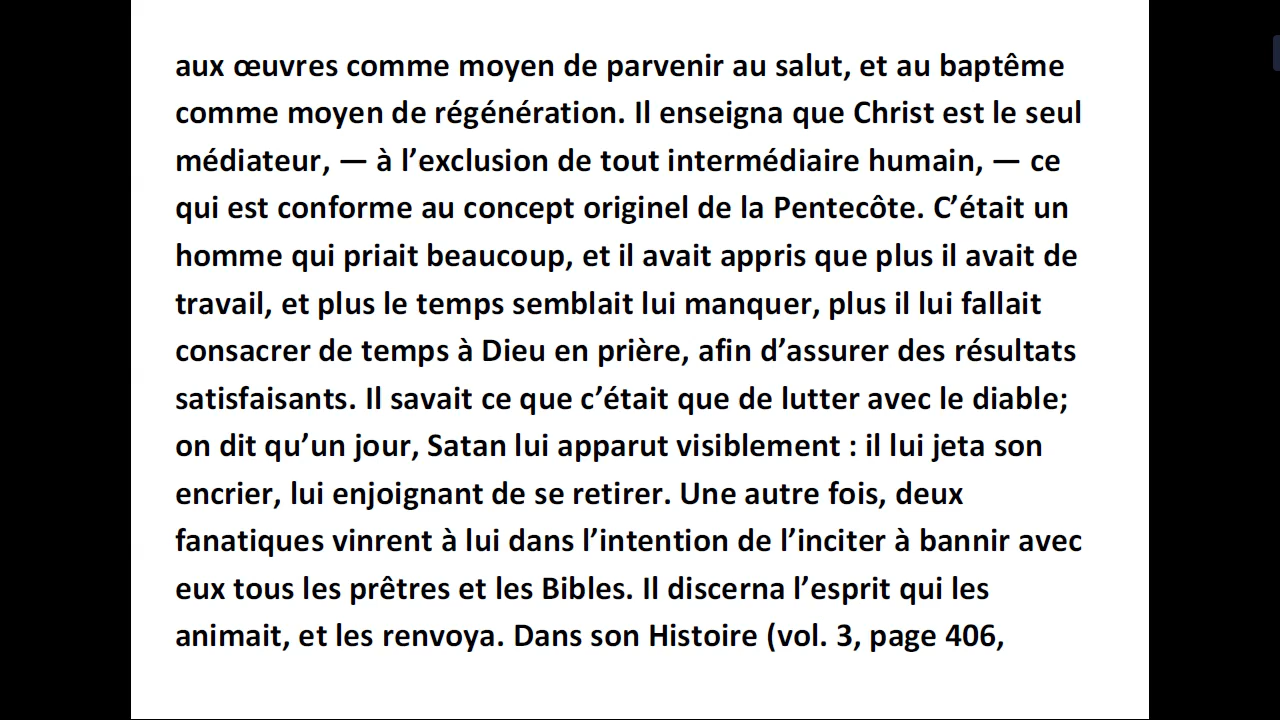 aux œuvres comme moyen de parvenir au salut, et au baptême
comme moyen de régénération. Il enseigna que Christ est le seul
médiateur, — à l’exclusion de tout intermédiaire humain, — ce
qui est conforme au concept originel de la Pentecôte. C’était un
homme qui priait beaucoup, et il avait appris que plus il avait de
travail, et plus le temps semblait lui manquer, plus il lui fallait
consacrer de temps à Dieu en prière, afin d’assurer des résultats
satisfaisants. Il savait ce que c’était que de lutter avec le diable;
on dit qu’un jour, Satan lui apparut visiblement : il lui jeta son
encrier, lui enjoignant de se retirer. Une autre fois, deux
fanatiques vinrent à lui dans l’intention de l’inciter à bannir avec
eux tous les prêtres et les Bibles. Il discerna l’esprit qui les
animait, et les renvoya. Dans son Histoire (vol. 3, page 406,